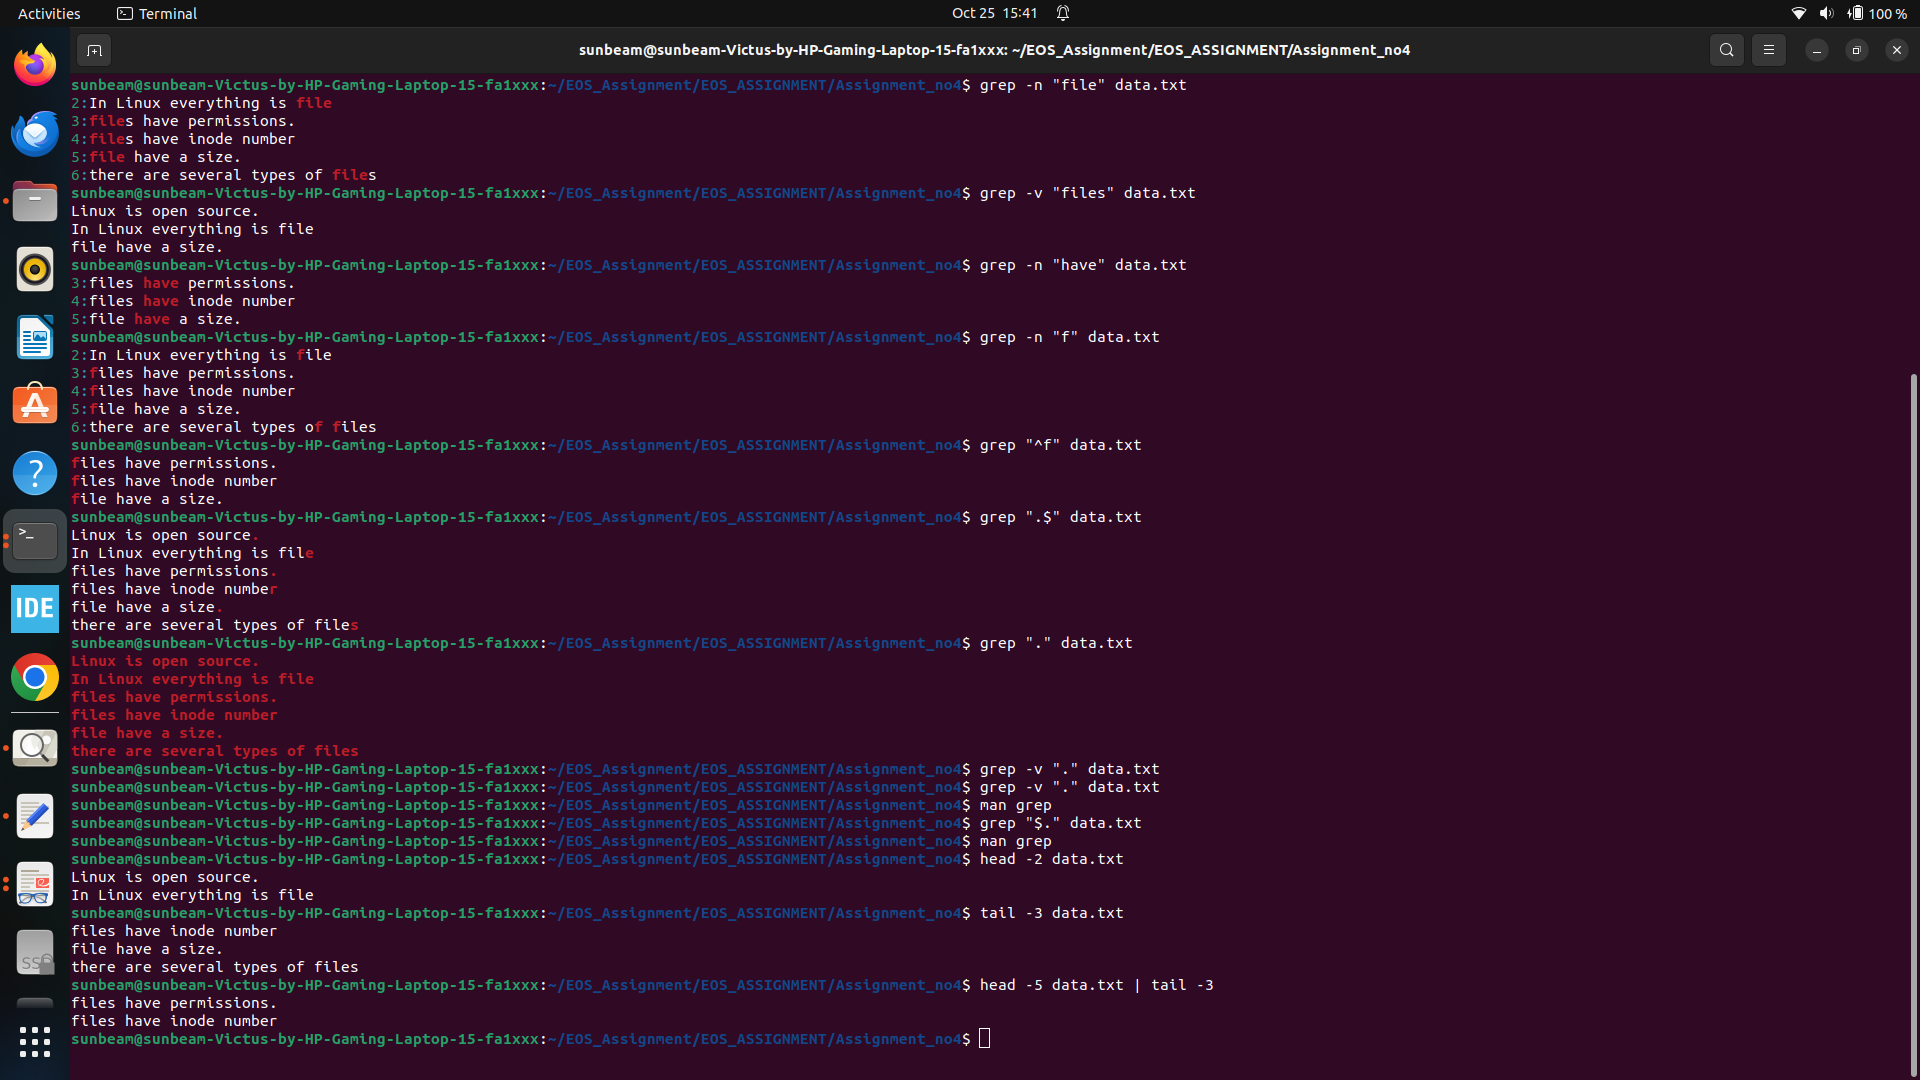 Activities
Terminal
Oct 25 15:41
100 %
sunbeam@sunbeam-Victus-by-HP-Gaming-Laptop-15-fa1xxx: ~/EOS_Assignment/EOS_ASSIGNMENT/Assignment_no4
sunbeam@sunbeam-Victus-by-HP-Gaming-Laptop-15-fa1xxx:~/EOS_Assignment/EOS_ASSIGNMENT/Assignment_no4$ grep -n "file" data.txt
2:In Linux everything is file
3:files have permissions.
4:files have inode number
5:file have a size.
6:there are several types of files
sunbeam@sunbeam-Victus-by-HP-Gaming-Laptop-15-fa1xxx:~/EOS_Assignment/EOS_ASSIGNMENT/Assignment_no4$ grep -v "files" data.txt
Linux is open source.
In Linux everything is file
file have a size.
sunbeam@sunbeam-Victus-by-HP-Gaming-Laptop-15-fa1xxx:~/EOS_Assignment/EOS_ASSIGNMENT/Assignment_no4$ grep -n "have" data.txt
3:files have permissions.
4:files have inode number
5:file have a size.
sunbeam@sunbeam-Victus-by-HP-Gaming-Laptop-15-fa1xxx:~/EOS_Assignment/EOS_ASSIGNMENT/Assignment_no4$ grep -n "f" data.txt
2:In Linux everything is file
3:files have permissions.
4:files have inode number
5:file have a size.
6:there are several types of files
sunbeam@sunbeam-Victus-by-HP-Gaming-Laptop-15-fa1xxx:~/EOS_Assignment/EOS_ASSIGNMENT/Assignment_no4$ grep "^f" data.txt
files have permissions.
files have inode number
file have a size.
sunbeam@sunbeam-Victus-by-HP-Gaming-Laptop-15-fa1xxx:~/EOS_Assignment/EOS_ASSIGNMENT/Assignment_no4$ grep ".$" data.txt
Linux is open source.
In Linux everything is file
files have permissions.
files have inode number
file have a size.
there are several types of files
sunbeam@sunbeam-Victus-by-HP-Gaming-Laptop-15-fa1xxx:~/EOS_Assignment/EOS_ASSIGNMENT/Assignment_no4$ grep "." data.txt
Linux is open source.
In Linux everything is file
files have permissions.
files have inode number
file have a size.
there are several types of files
sunbeam@sunbeam-Victus-by-HP-Gaming-Laptop-15-fa1xxx:~/EOS_Assignment/EOS_ASSIGNMENT/Assignment_no4$ grep -v "." data.txt
sunbeam@sunbeam-Victus-by-HP-Gaming-Laptop-15-fa1xxx:~/EOS_Assignment/EOS_ASSIGNMENT/Assignment_no4$ grep -v "." data.txt
sunbeam@sunbeam-Victus-by-HP-Gaming-Laptop-15-fa1xxx:~/EOS_Assignment/EOS_ASSIGNMENT/Assignment_no4$ man grep
sunbeam@sunbeam-Victus-by-HP-Gaming-Laptop-15-fa1xxx:~/EOS_Assignment/EOS_ASSIGNMENT/Assignment_no4$ grep "$." data.txt
sunbeam@sunbeam-Victus-by-HP-Gaming-Laptop-15-fa1xxx:~/EOS_Assignment/EOS_ASSIGNMENT/Assignment_no4$ man grep
sunbeam@sunbeam-Victus-by-HP-Gaming-Laptop-15-fa1xxx:~/EOS_Assignment/EOS_ASSIGNMENT/Assignment_no4$ head -2 data.txt
Linux is open source.
In Linux everything is file
sunbeam@sunbeam-Victus-by-HP-Gaming-Laptop-15-fa1xxx:~/EOS_Assignment/EOS_ASSIGNMENT/Assignment_no4$ tail -3 data.txt
files have inode number
file have a size.
there are several types of files
sunbeam@sunbeam-Victus-by-HP-Gaming-Laptop-15-fa1xxx:~/EOS_Assignment/EOS_ASSIGNMENT/Assignment_no4$ head -5 data.txt | tail -3
files have permissions.
files have inode number
sunbeam@sunbeam-Victus-by-HP-Gaming-Laptop-15-fa1xxx:~/EOS_Assignment/EOS_ASSIGNMENT/Assignment_no4$
IDE
SS